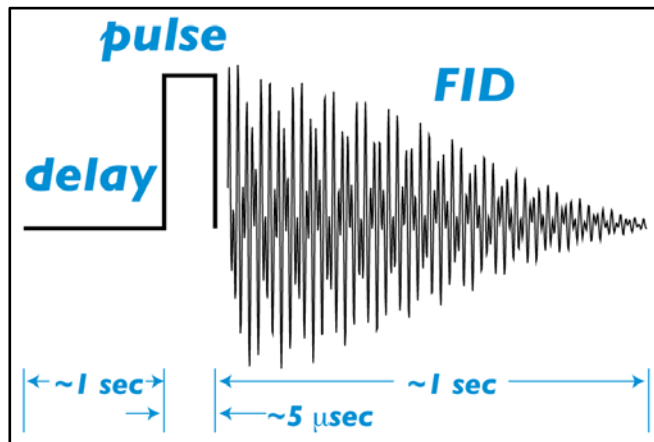 pulse
FID
delay
~1 sec
~1 sec
~5 μsec